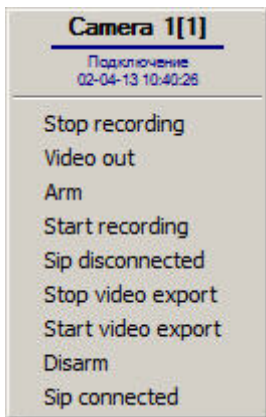 Camera 1[1]
Подключение
02-04-13 10:40:26
Stop recording
Video out
Arm
Start recording
Sip disconnected
Stop video export
Start video export
Disarm
Sip connected